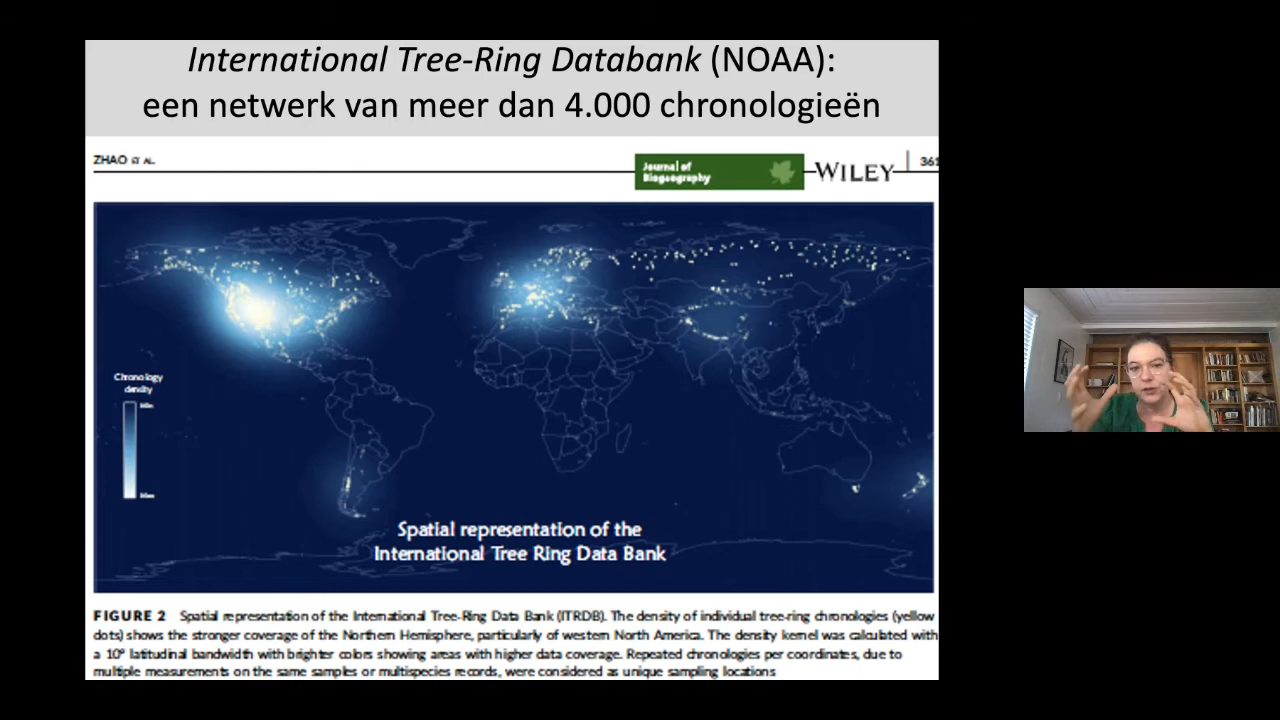 International Tree-Ring Databank (NOAA):
een netwerk van meer dan 4.000 chronologieën
ZHAO ET AL.
Journal of
Biogeography
WILEY
361
Chronology
density
Min
Max
Spatial representation of the
International Tree Ring Data Bank
FIGURE 2 Spatial representation of the International Tree-Ring Data Bank (ITRDB). The density of individual tree-ring chronologies (yellow
dots) shows the stronger coverage of the Northern Hemisphere, particularly of western North America. The density kernel was calculated with
a 10° latitudinal bandwidth with brighter colors showing areas with higher data coverage. Repeated chronologies per coordinates, due to
multiple measurements on the same samples or multispecies records, were considered as unique sampling locations